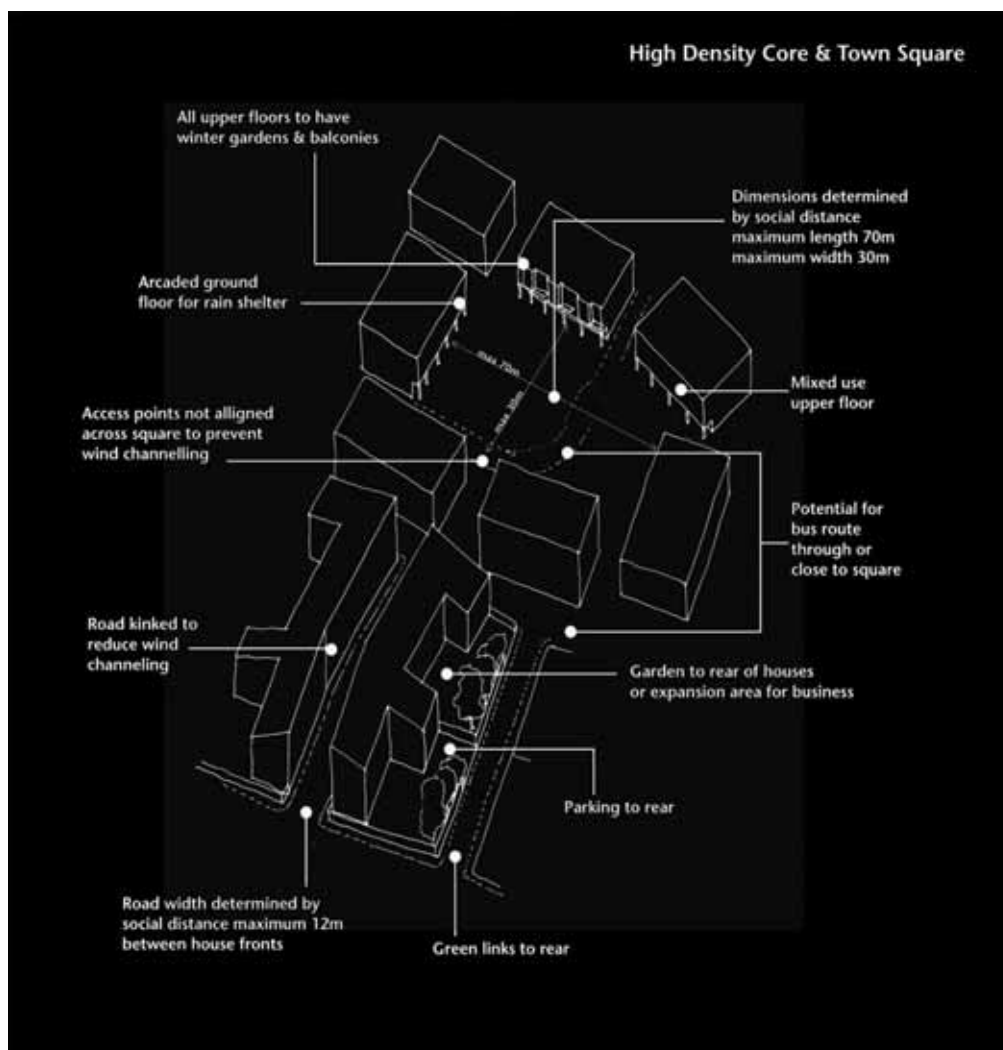 High Density Core & Town Square
All upper floors to have
winter gardens & balconies
Dimensions determined
by social distance
maximum length 70m
maximum width 30m
Arcaded ground
floor for rain shelter
max 70m
max 30m
Mixed use
upper floor
Access points not alligned
across square to prevent
wind channelling
Potential for
bus route
through or
close to square
Road kinked to
reduce wind
channeling
Garden to rear of houses
or expansion area for business
Parking to rear
Road width determined by
social distance maximum 12m
between house fronts
Green links to rear